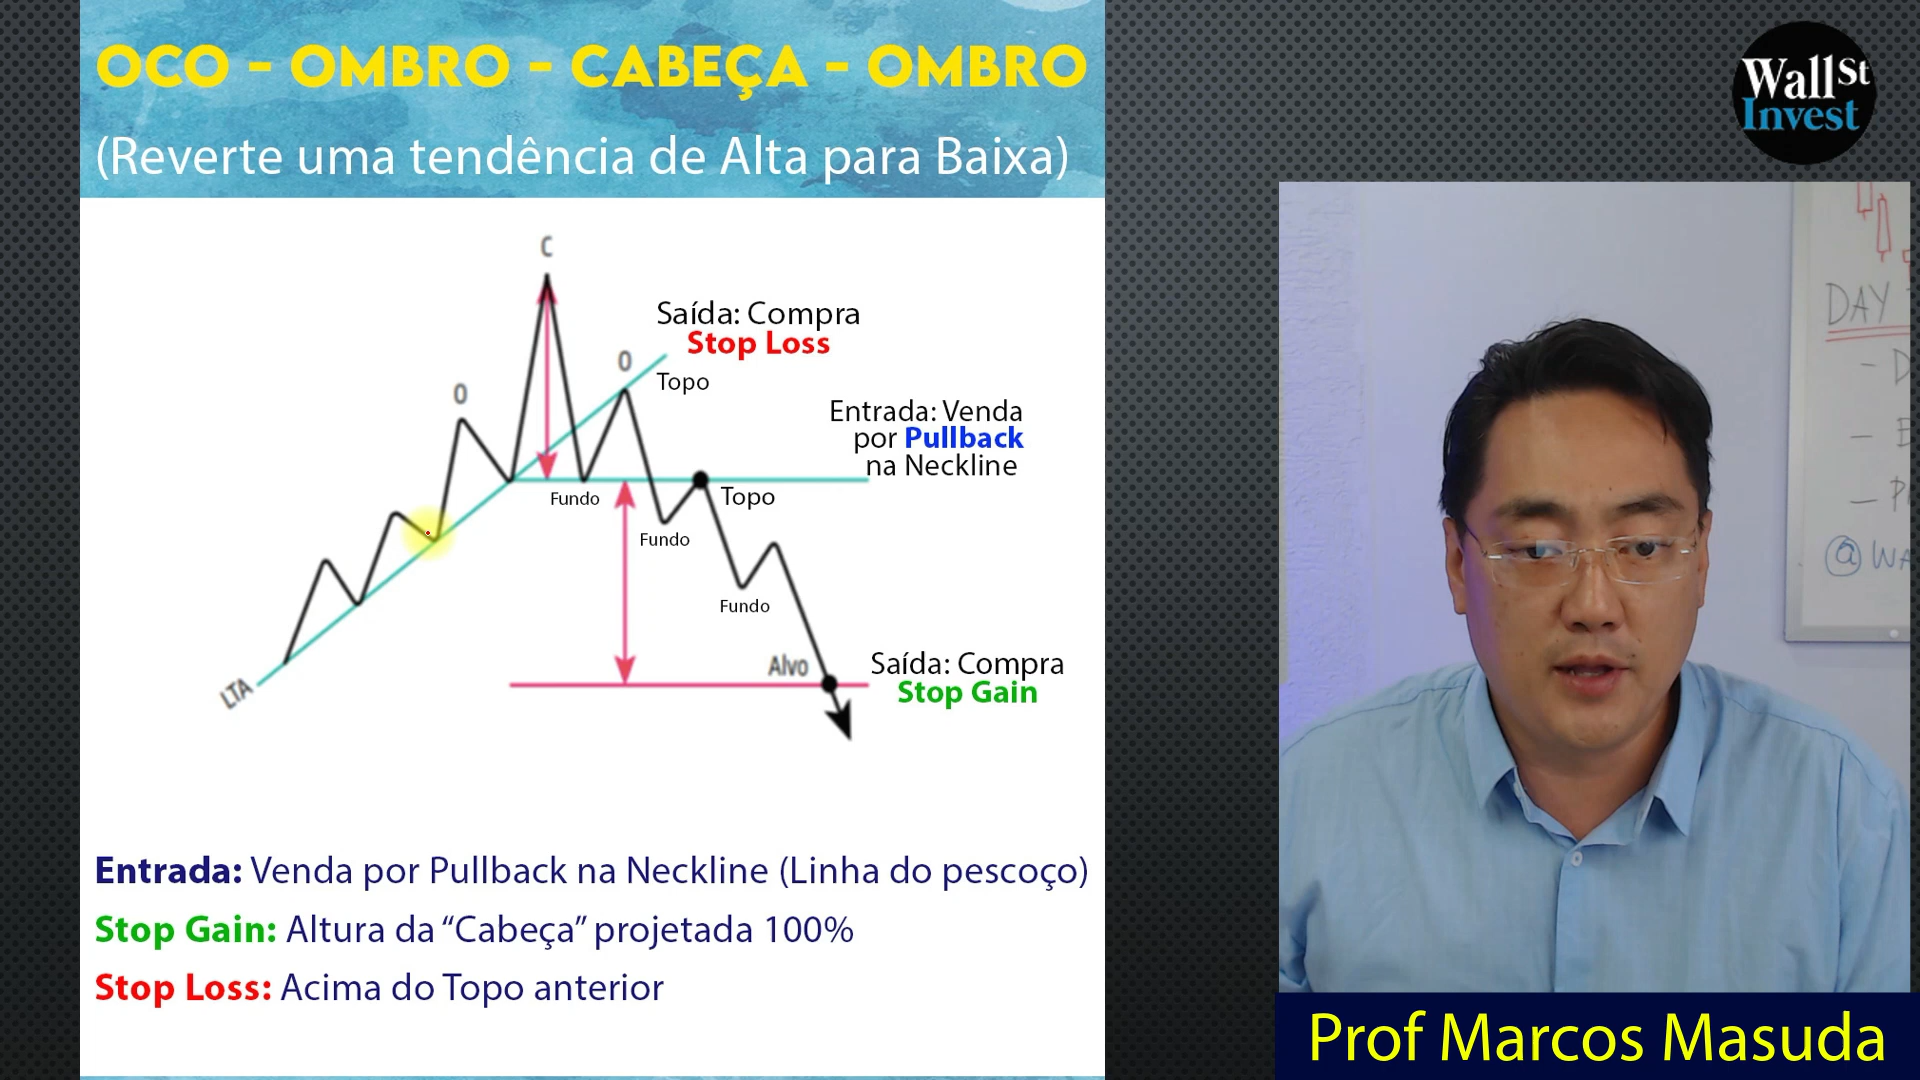 OCO - OMBRO - CABEÇA - OMBRO
(Reverte uma tendência de Alta para Baixa)
C
O
O
Saída: Compra
Stop Loss
Topo
Entrada: Venda
por Pullback
na Neckline
Fundo
Topo
Fundo
Fundo
LTA
Alvo
Saída: Compra
Stop Gain
Entrada: Venda por Pullback na Neckline (Linha do pescoço)
Stop Gain: Altura da “Cabeça” projetada 100%
Stop Loss: Acima do Topo anterior
Wall St
Invest
DAY
Prof Marcos Masuda